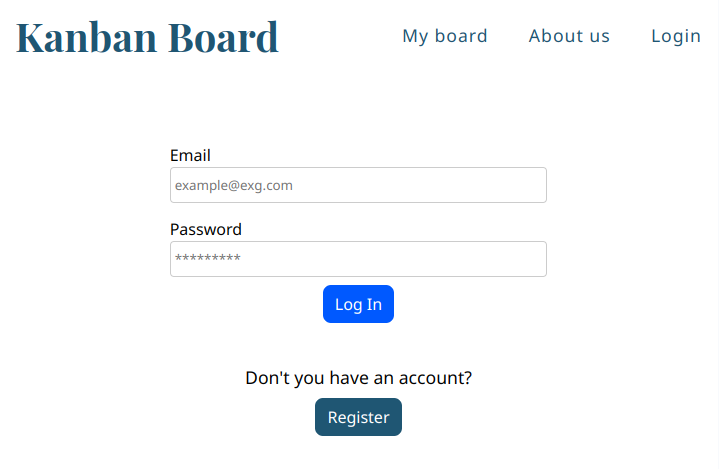 Kanban Board
My board About us Login
Email
example@exg.com
Password
*********
Log In
Don't you have an account?
Register